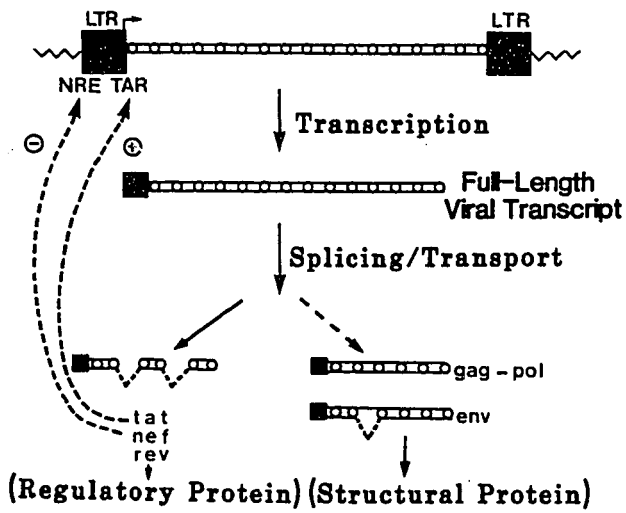 LTR
LTR
NRE TAR
⊖
⊕
Transcription
Full-Length
Viral Transcript
Splicing/Transport
gag-pol
env
tat
nef
rev
(Regulatory Protein) (Structural Protein)